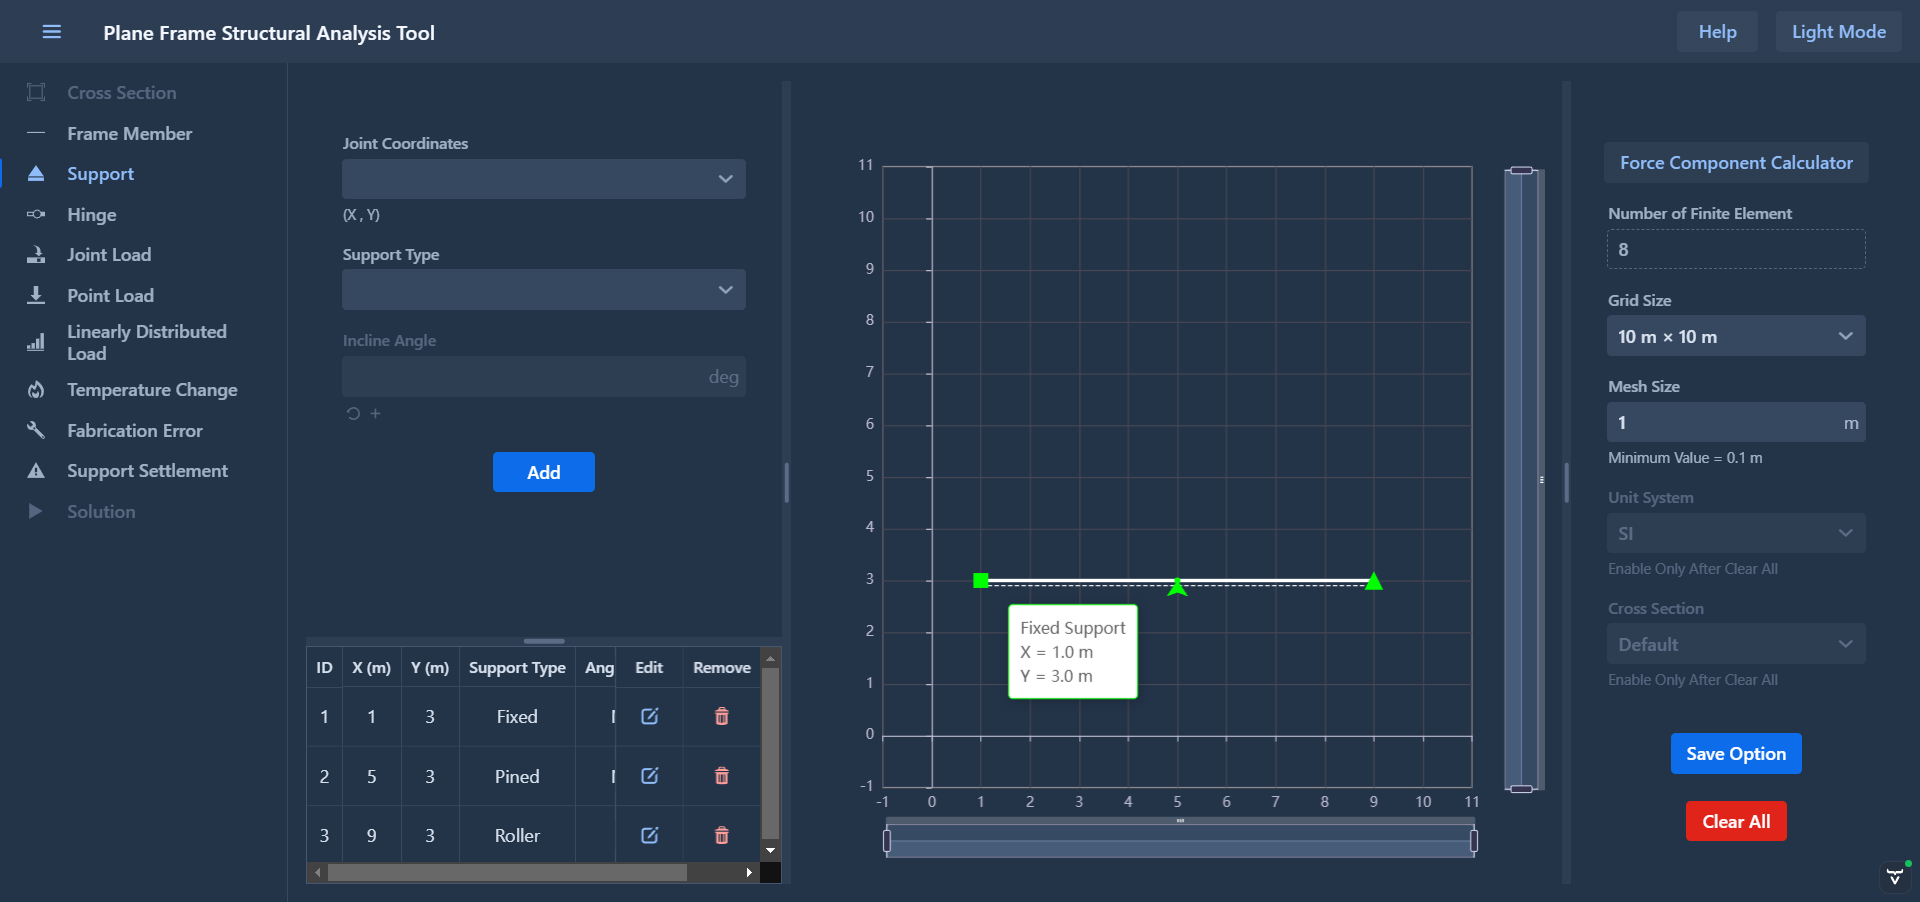 Plane Frame Structural Analysis Tool
Help
Light Mode
Cross Section
Frame Member
Support
Hinge
Joint Load
Point Load
Linearly Distributed
Load
Temperature Change
Fabrication Error
Support Settlement
Solution
Joint Coordinates
(X , Y)
Support Type
Incline Angle
deg
Add
ID X (m) Y (m) Support Type Ang Edit Remove
1 1 3 Fixed
2 5 3 Pined
3 9 3 Roller
11
10
9
8
7
6
5
4
3
2
1
0
-1
-1 0 1 2 3 4 5 6 7 8 9 10 11
Fixed Support
X = 1.0 m
Y = 3.0 m
Force Component Calculator
Number of Finite Element
8
Grid Size
10 m × 10 m
Mesh Size
1 m
Minimum Value = 0.1 m
Unit System
SI
Enable Only After Clear All
Cross Section
Default
Enable Only After Clear All
Save Option
Clear All